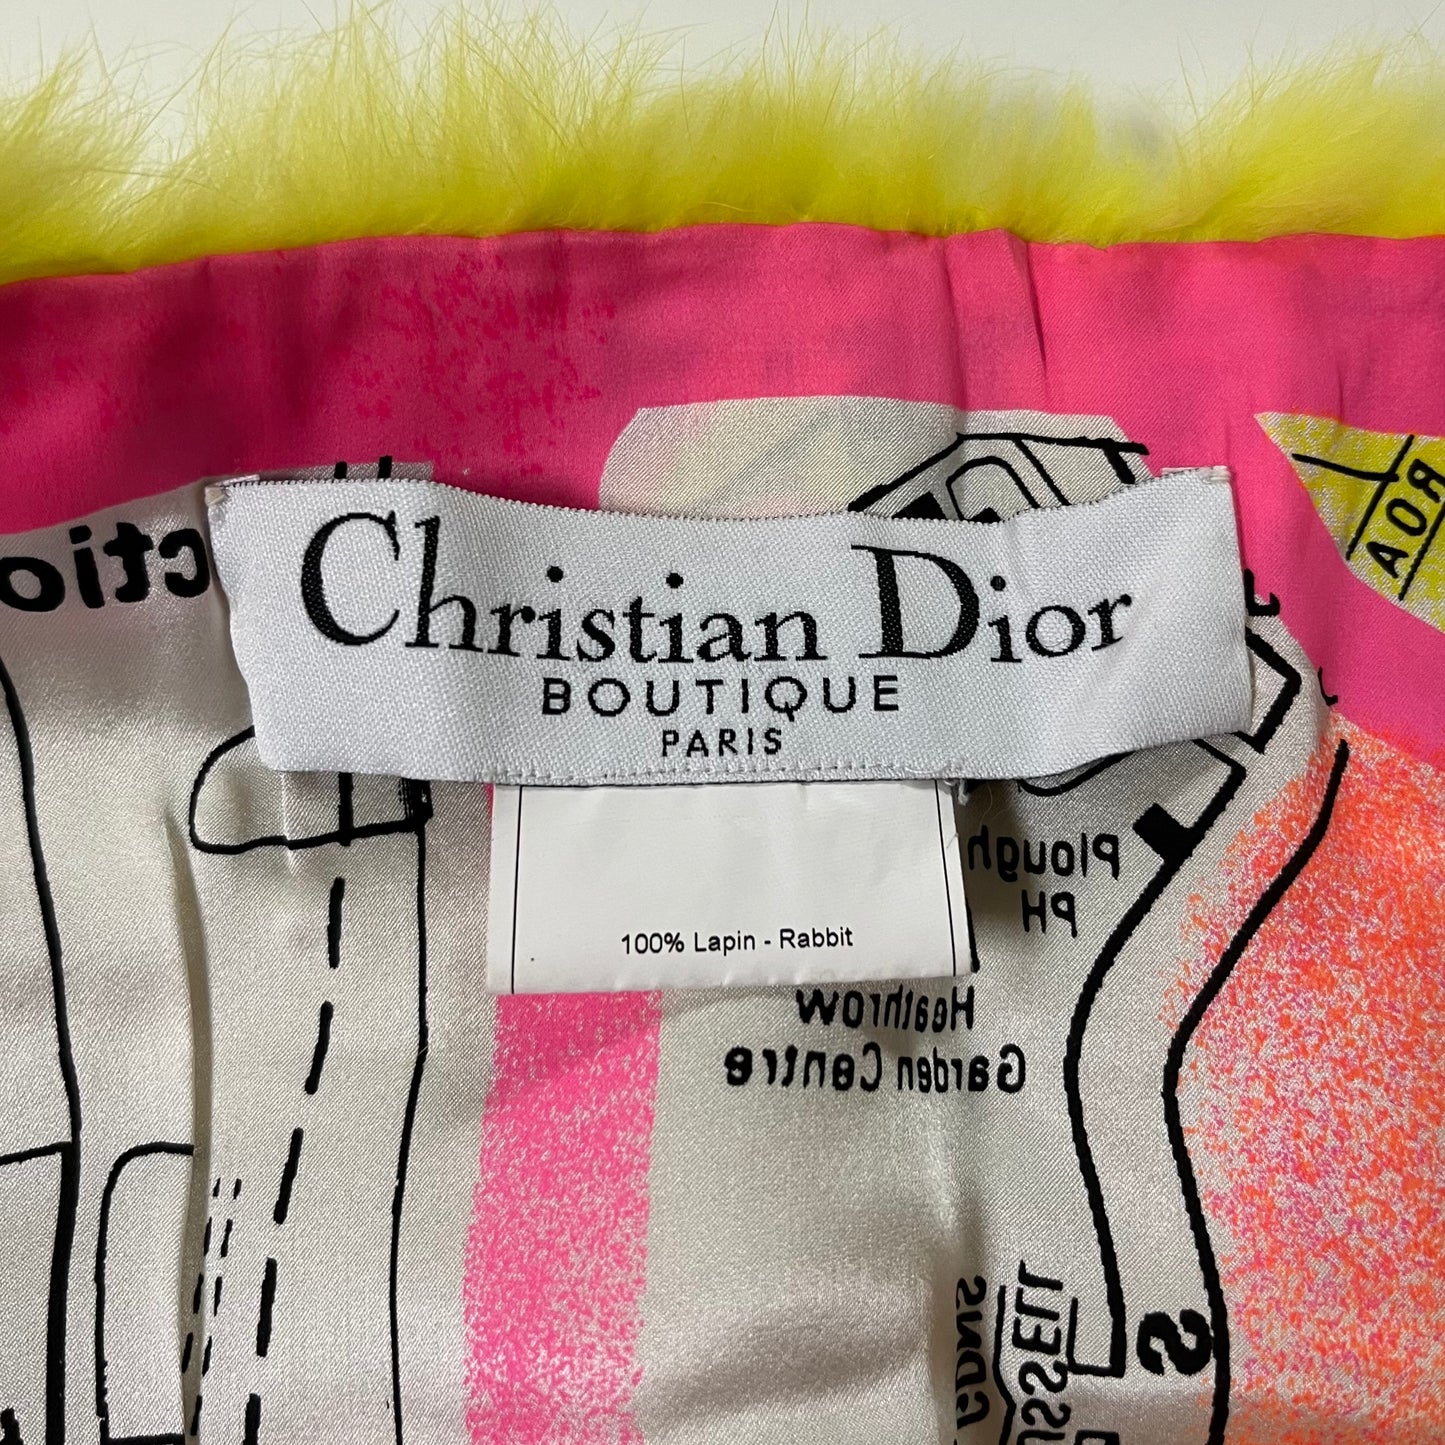 Christian Dior
BOUTIQUE
PARIS
100% Lapin - Rabbit
Plough
PH
Heathrow
Garden Centre
S